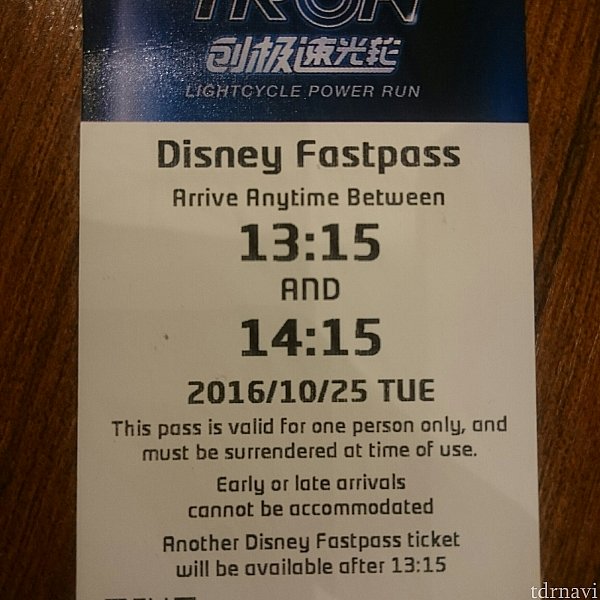 TRON
创极速光轮
LIGHTCYCLE POWER RUN
Disney Fastpass
Arrive Anytime Between
13:15
AND
14:15
2016/10/25 TUE
This pass is valid for one person only, and
must be surrendered at time of use.
Early or late arrivals
cannot be accommodated
Another Disney Fastpass ticket
will be available after 13:15
tdrnavi